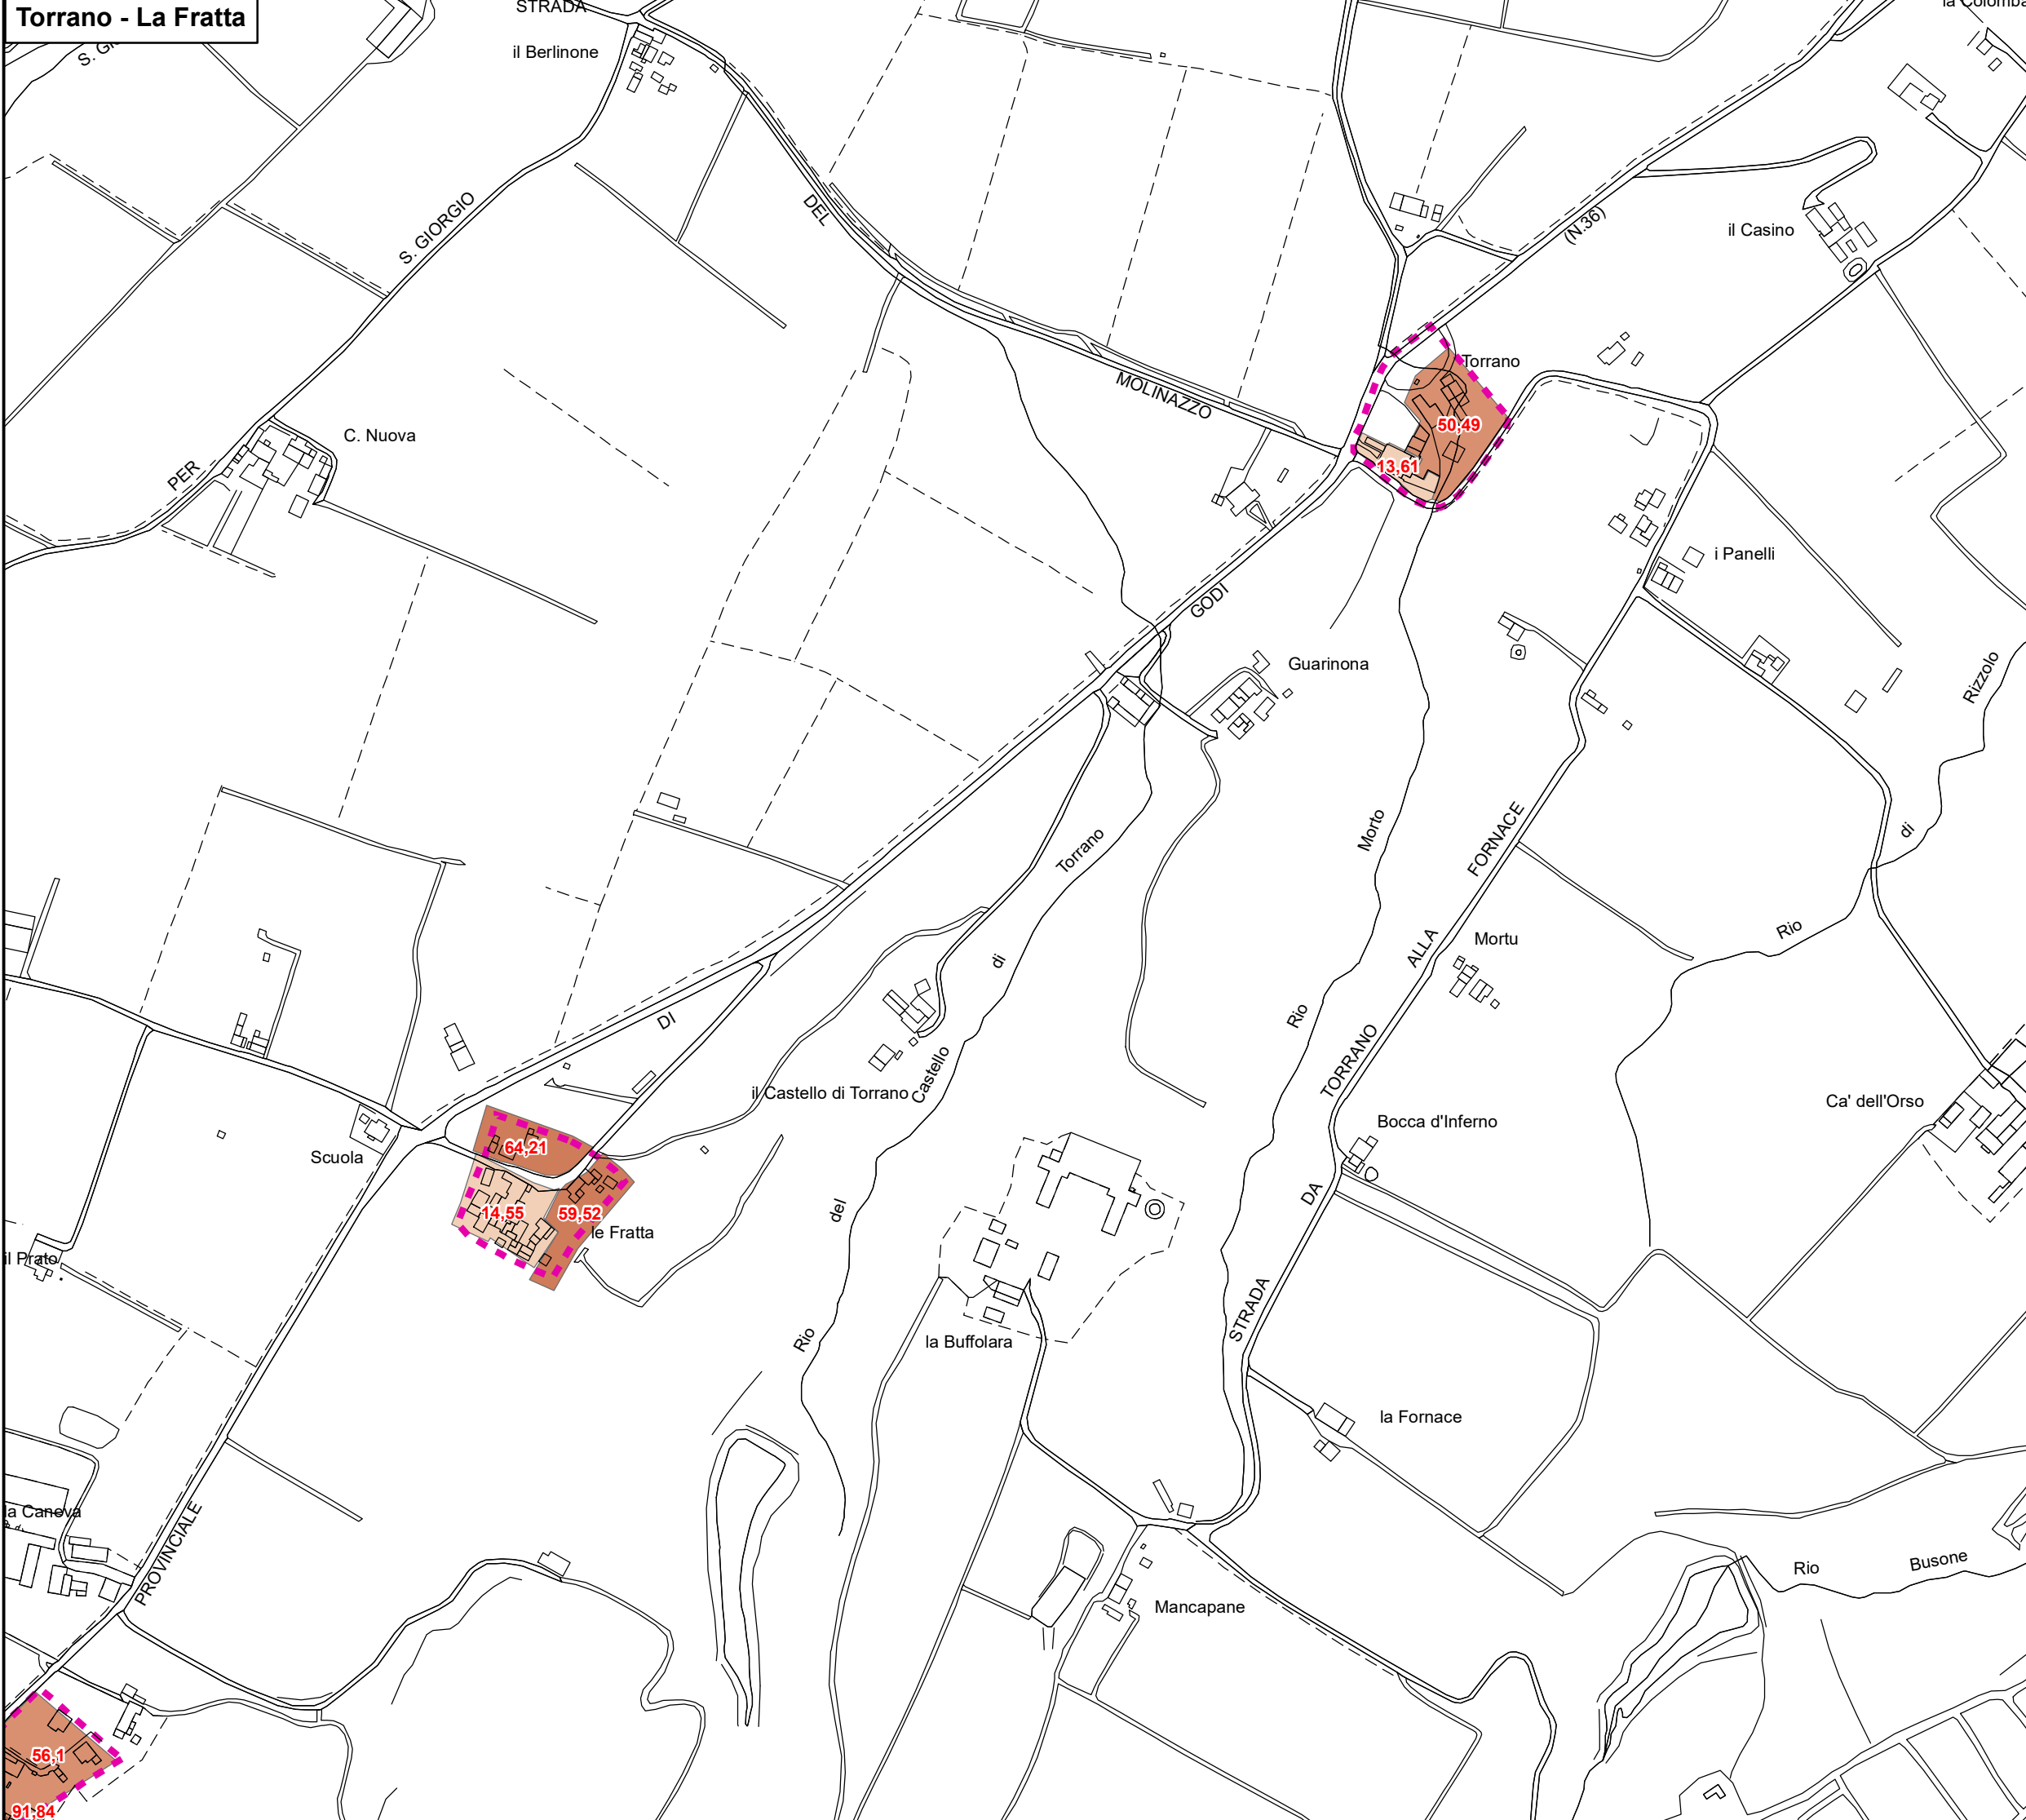 Torrano - La Fratta
STRADA
la Colomba
S. GI
il Berlinone
DEL
S. GIORGIO
(N.36)
il Casino
Torrano
MOLINAZZO
50,49
13,61
C. Nuova
PER
i Panelli
GODI
Guarinona
Rizzolo
Morto
FORNACE
di
Torrano
Rio
ALLA
Mortu
di
Rio
DI
TORRANO
Castello
il Castello di Torrano
Ca' dell'Orso
Bocca d'Inferno
64,21
Scuola
DA
14,55
59,52
le Fratta
del
il Prato
STRADA
Rio
la Buffolara
la Fornace
la Caneva
PROVINCIALE
Rio
Busone
Mancapane
56,1
91,84